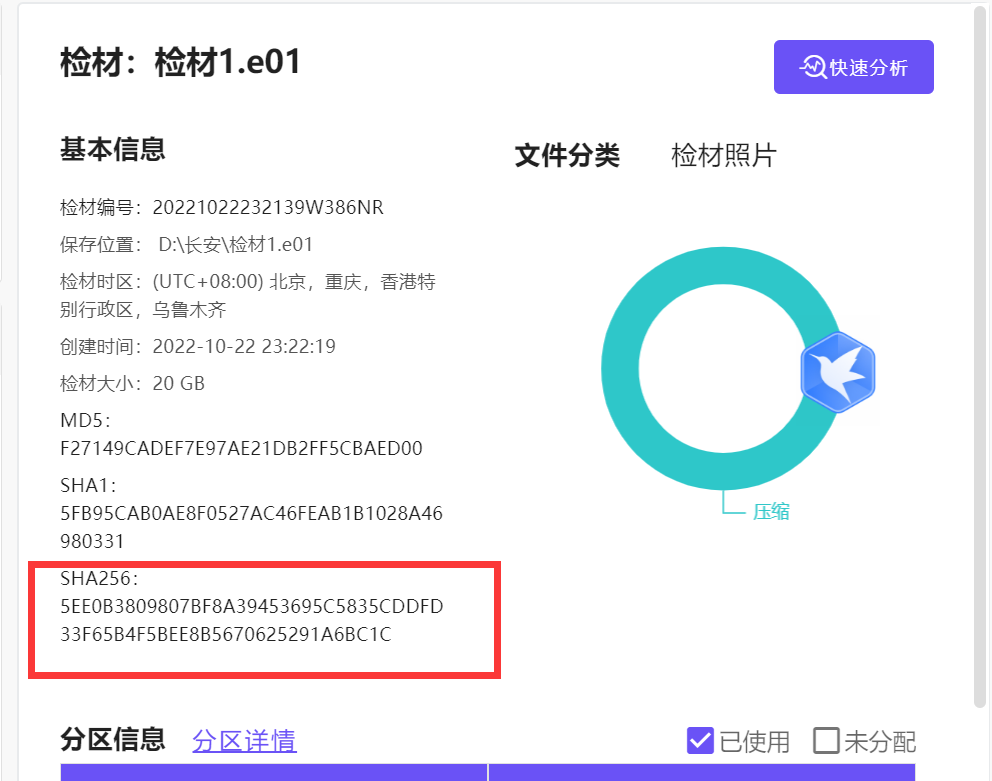 检材：检材1.e01
快速分析
基本信息
检材编号：20221022232139W386NR
保存位置： D:\长安\检材1.e01
检材时区：(UTC+08:00) 北京，重庆，香港特
别行政区，乌鲁木齐
创建时间：2022-10-22 23:22:19
检材大小：20 GB
MD5：
F27149CADEF7E97AE21DB2FF5CBAED00
SHA1：
5FB95CAB0AE8F0527AC46FEAB1B1028A46
980331
SHA256：
5EE0B3809807BF8A39453695C5835CDDFD
33F65B4F5BEE8B5670625291A6BC1C
文件分类 检材照片
压缩
分区信息 分区详情
已使用 未分配